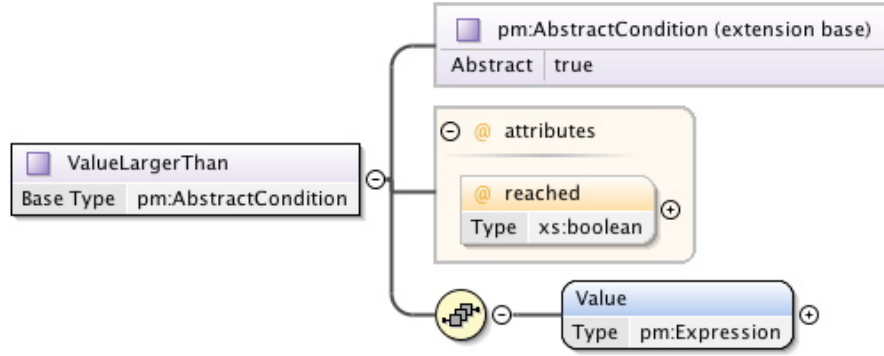 pm:AbstractCondition (extension base)
Abstract true
@ attributes
ValueLargerThan
Base Type pm:AbstractCondition
@ reached
Type xs:boolean
Value
Type pm:Expression